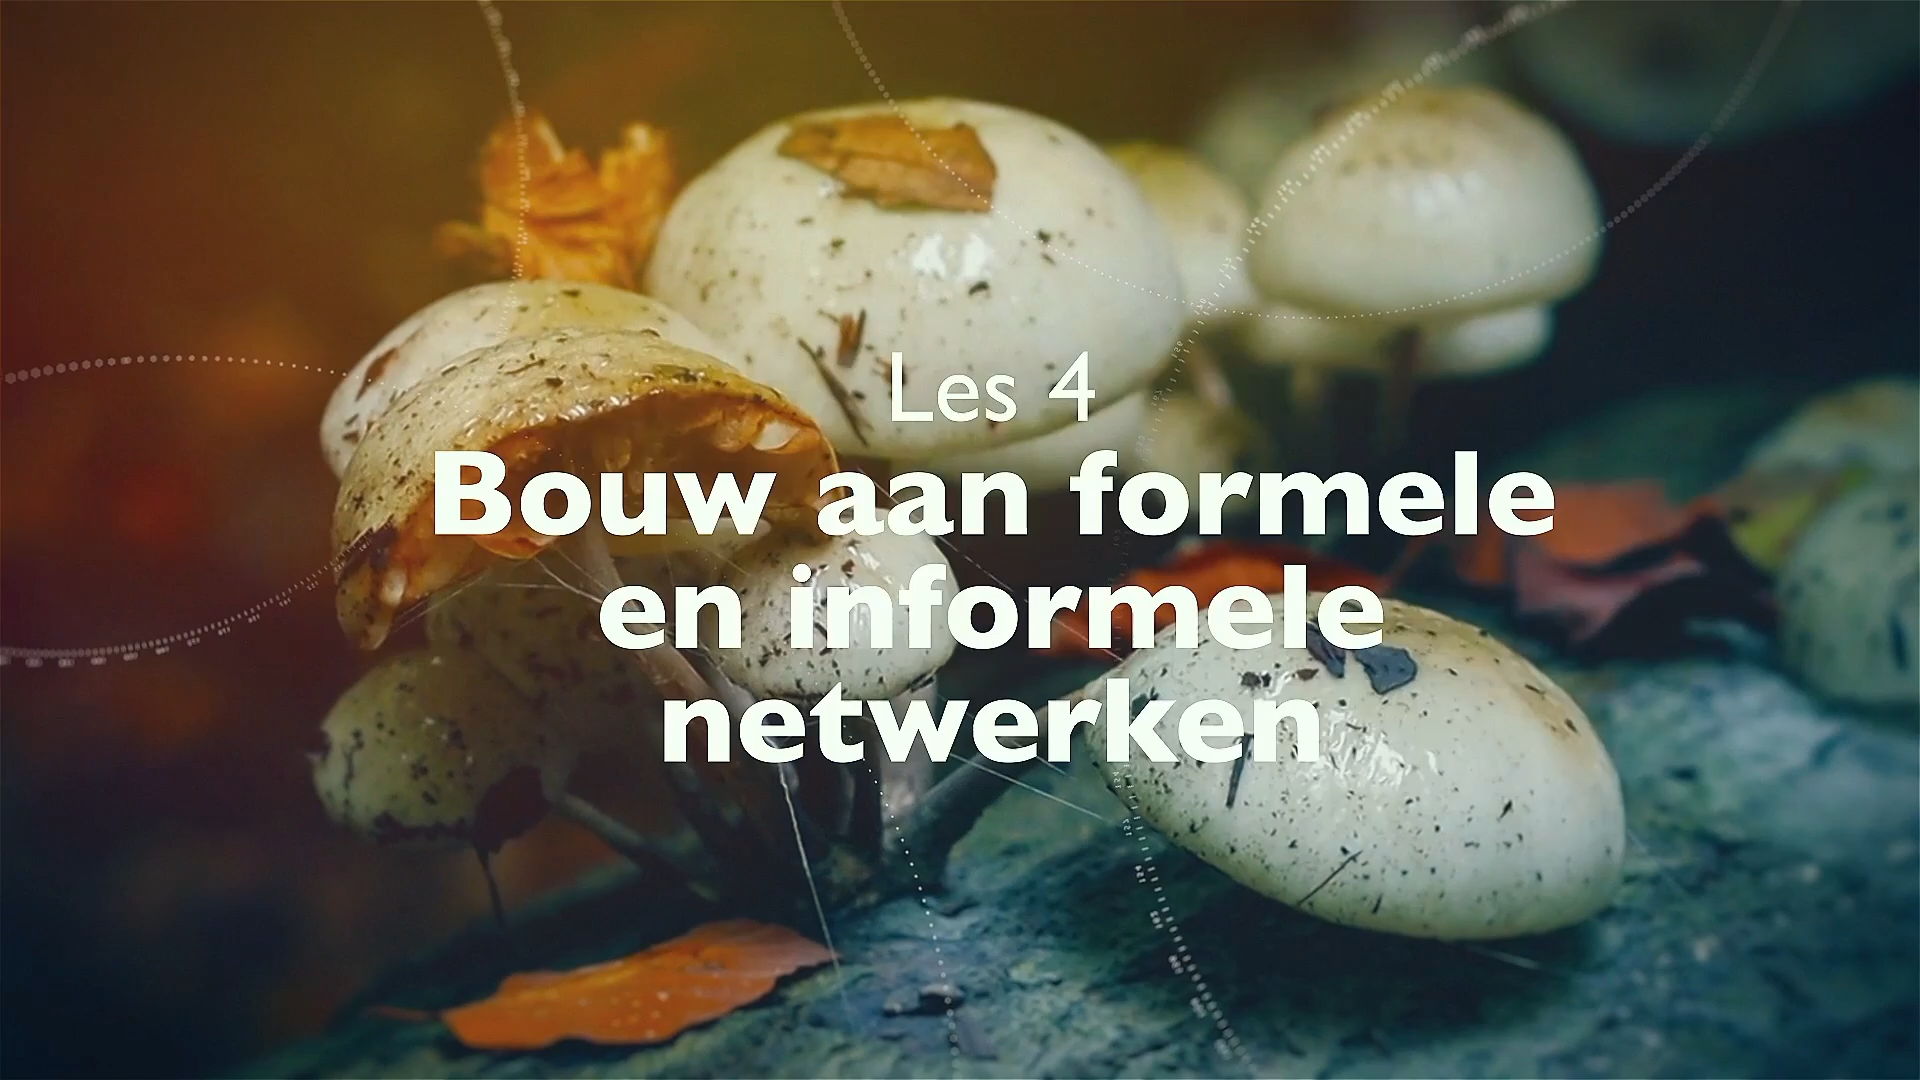 Les 4
Bouw aan formele
en informele
netwerken